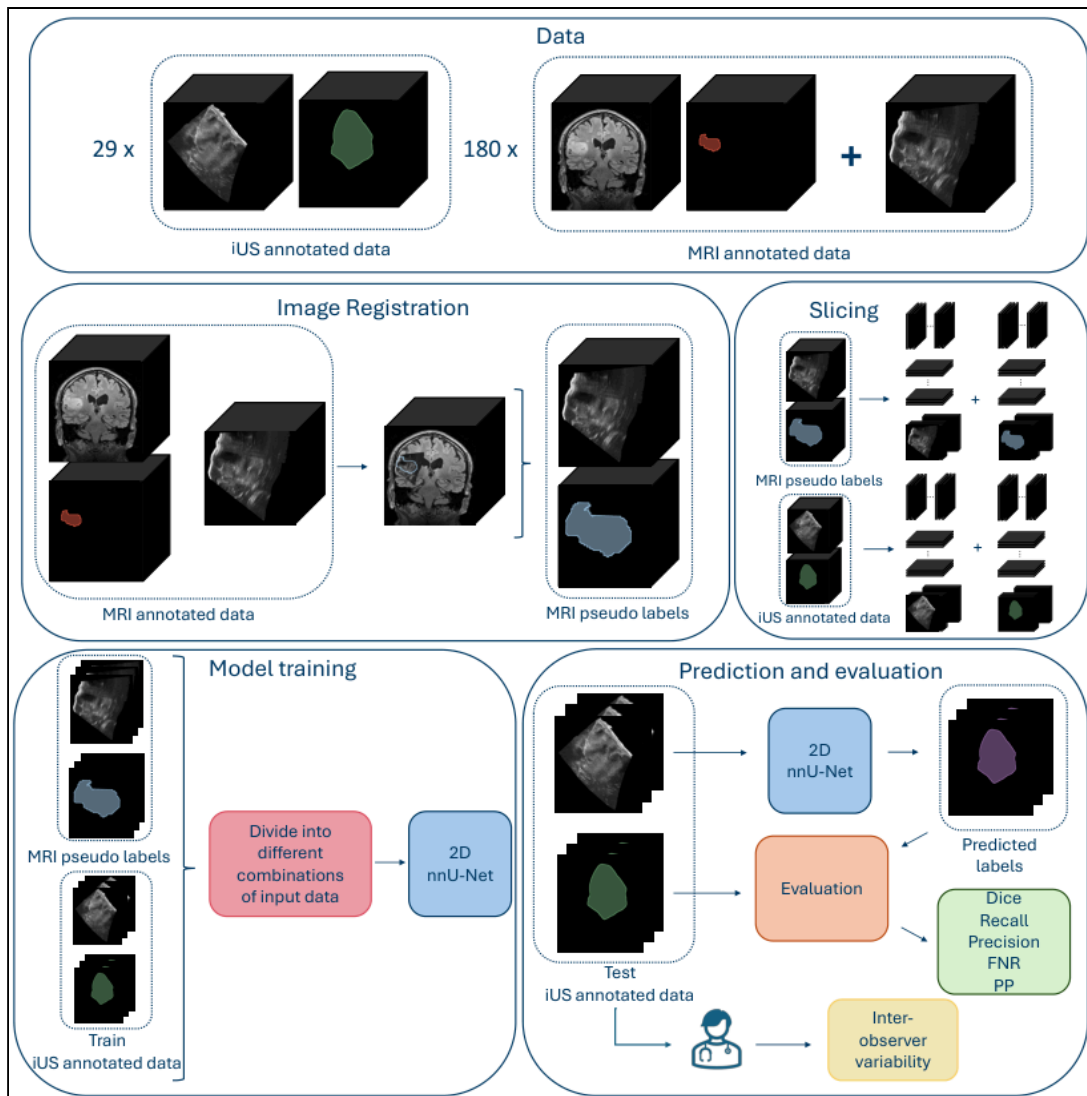 Data
29 x
180 x
+
iUS annotated data
MRI annotated data
Image Registration
MRI annotated data
MRI pseudo labels
Slicing
+
MRI pseudo labels
+
iUS annotated data
Model training
MRI pseudo labels
Train
iUS annotated data
Divide into
different
combinations
of input data
2D
nnU-Net
Prediction and evaluation
2D
nnU-Net
Predicted
labels
Evaluation
Dice
Recall
Precision
FNR
PP
Test
iUS annotated data
Inter-
observer
variability